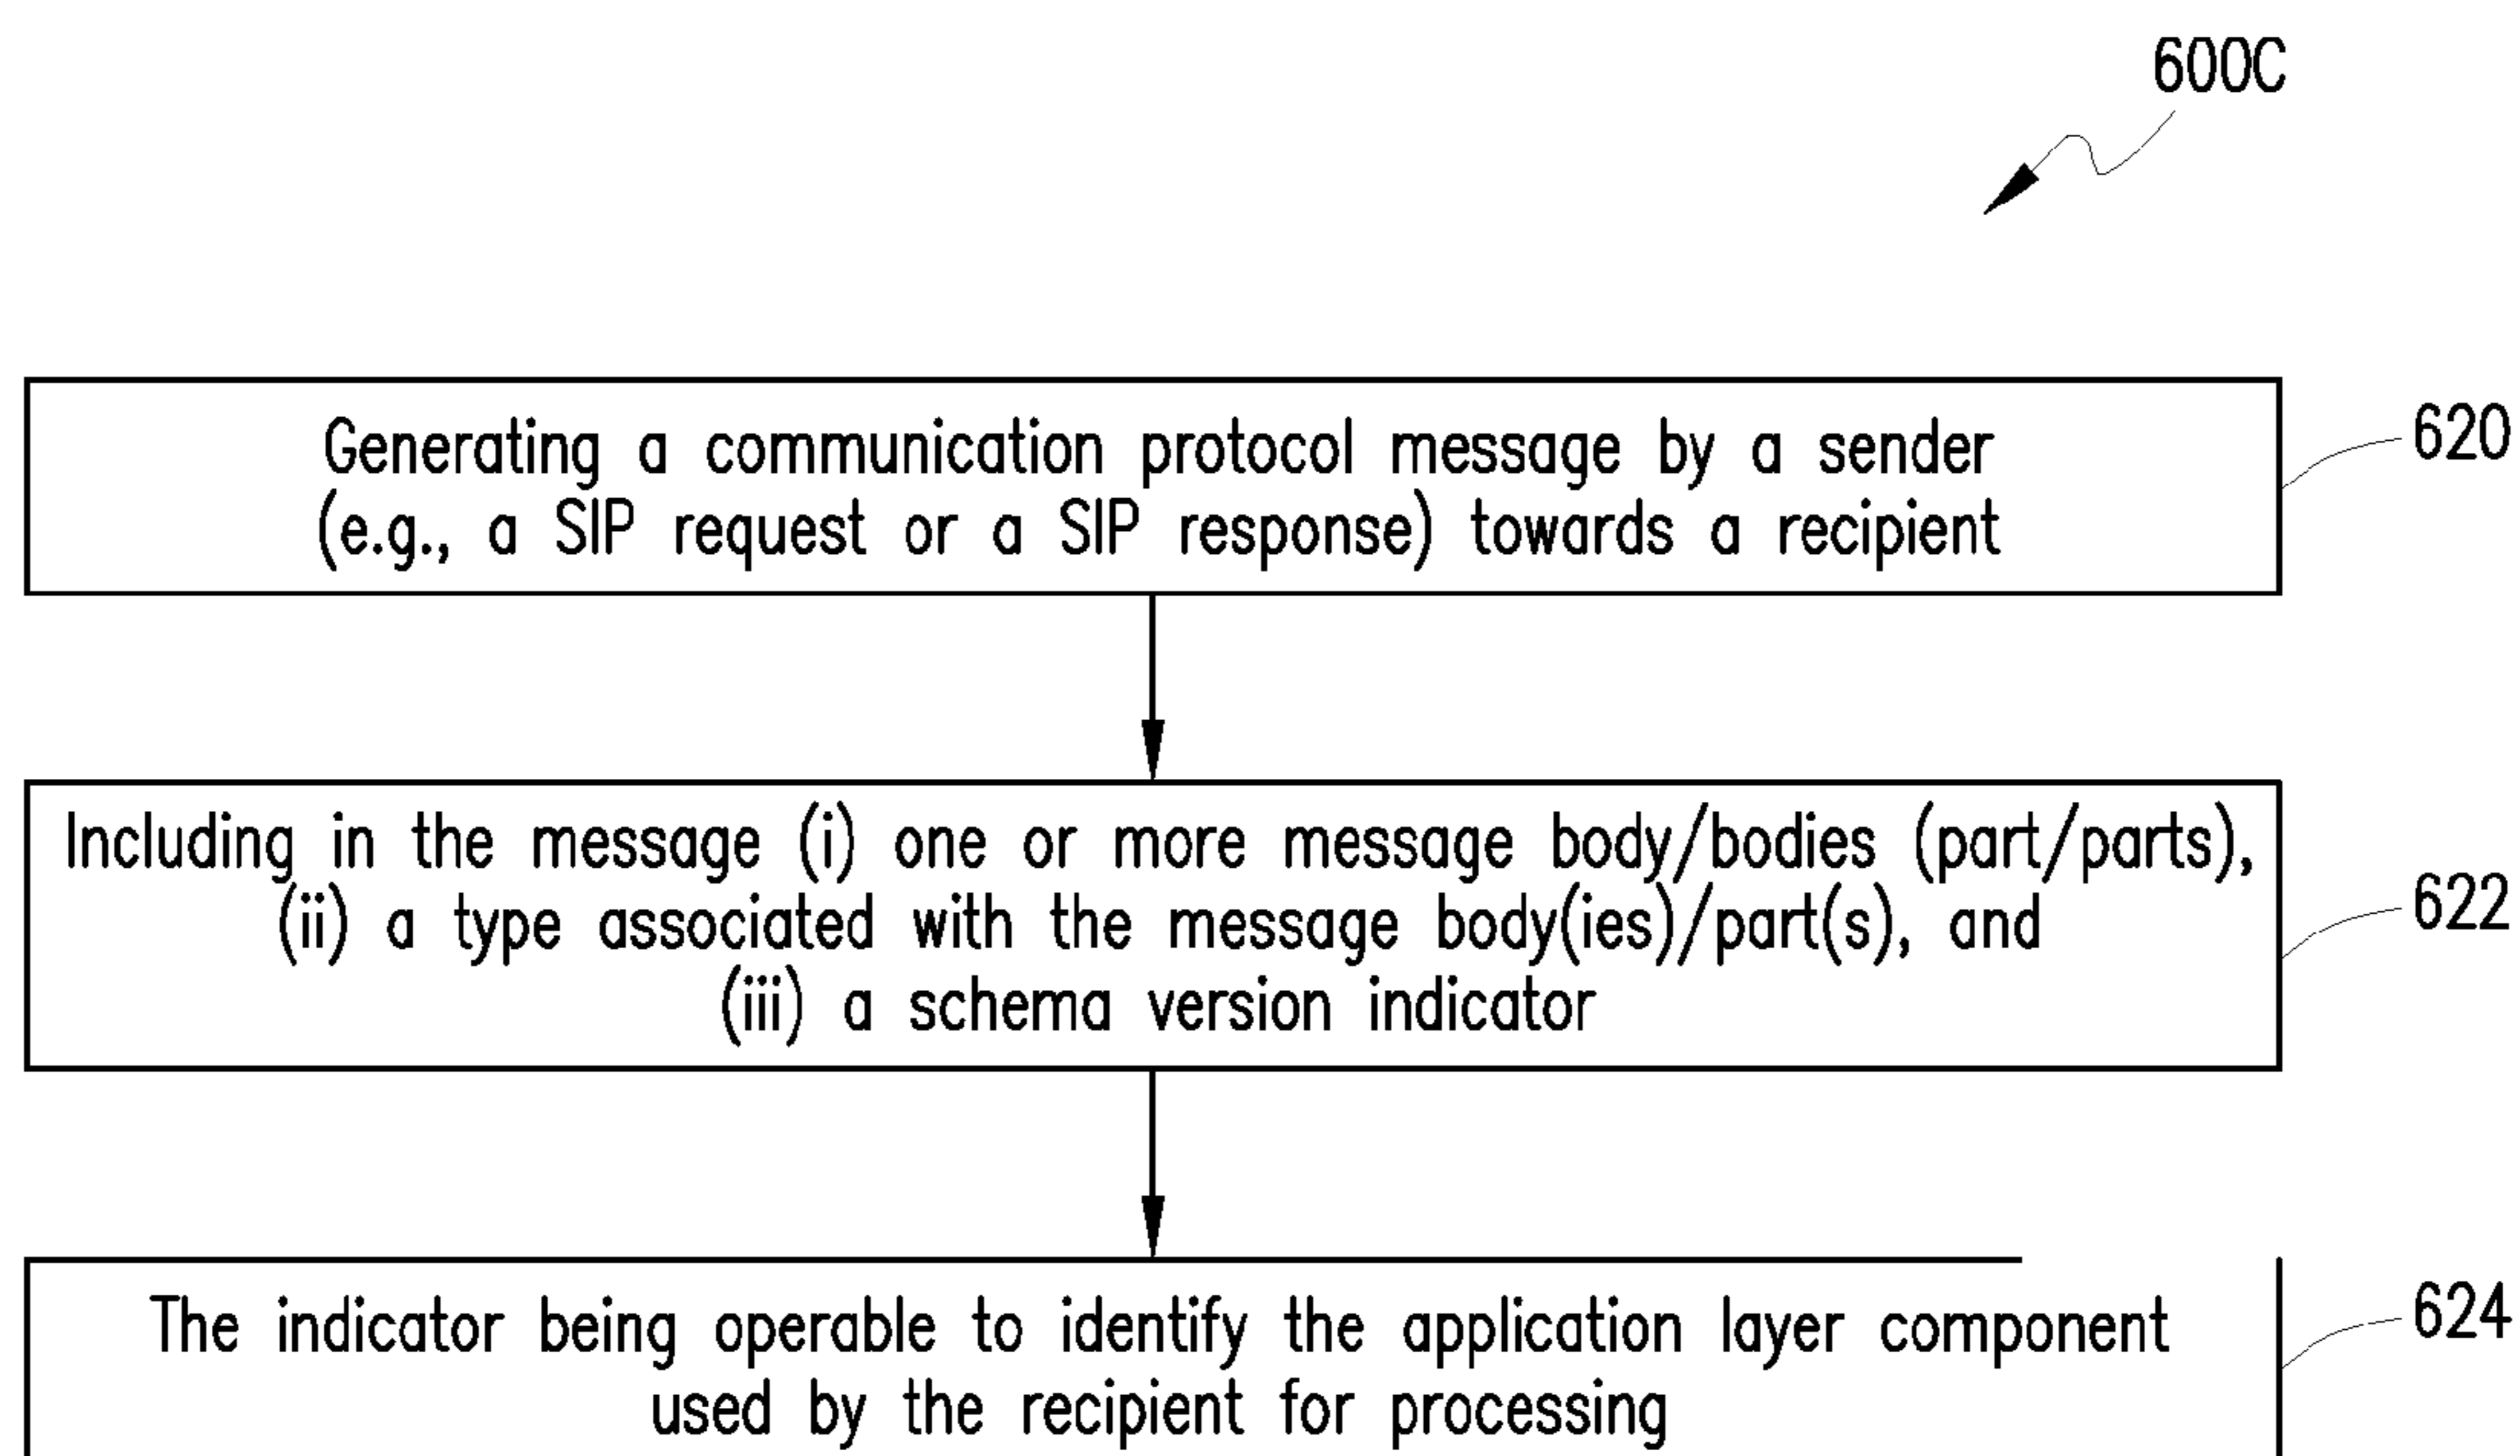 600C
Generating a communication protocol message by a sender
(e.g., a SIP request or a SIP response) towards a recipient
620
Including in the message (i) one or more message body/bodies (part/parts),
(ii) a type associated with the message body(ies)/part(s), and
(iii) a schema version indicator
622
The indicator being operable to identify the application layer component
used by the recipient for processing
624